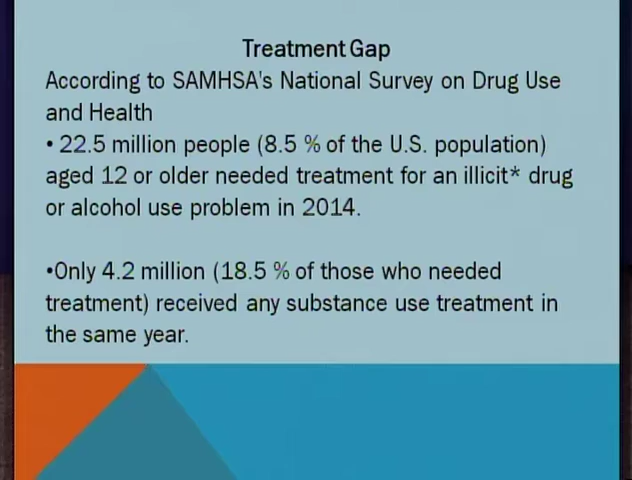 Treatment Gap
According to SAMHSA's National Survey on Drug Use
and Health
• 22.5 million people (8.5 % of the U.S. population)
aged 12 or older needed treatment for an illicit* drug
or alcohol use problem in 2014.
•Only 4.2 million (18.5 % of those who needed
treatment) received any substance use treatment in
the same year.